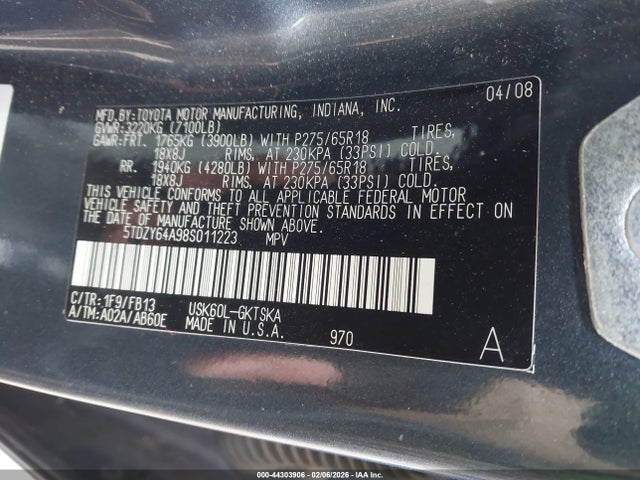 MFD.BY:TOYOTA MOTOR MANUFACTURING, INDIANA, INC. 04/08
GVWR:3220KG (7100LB)
GAWR:FRT. 1765KG (3900LB) WITH P275/65R18 TIRES,
18X8J RIMS, AT 230KPA (33PSI) COLD.
RR. 1940KG (4280LB) WITH P275/65R18 TIRES,
18X8J RIMS, AT 230KPA (33PSI) COLD.
THIS VEHICLE CONFORMS TO ALL APPLICABLE FEDERAL MOTOR
VEHICLE SAFETY AND THEFT PREVENTION STANDARDS IN EFFECT ON
THE DATE OF MANUFACTURE SHOWN ABOVE.
5TDZY64A98S011223 MPV
C/TR:1F9/FB13 USK60L-GKTSKA
A/TM:A02A/AB60E MADE IN U.S.A. 970 A
000-44303906 - 02/06/2026 - IAAI.COM